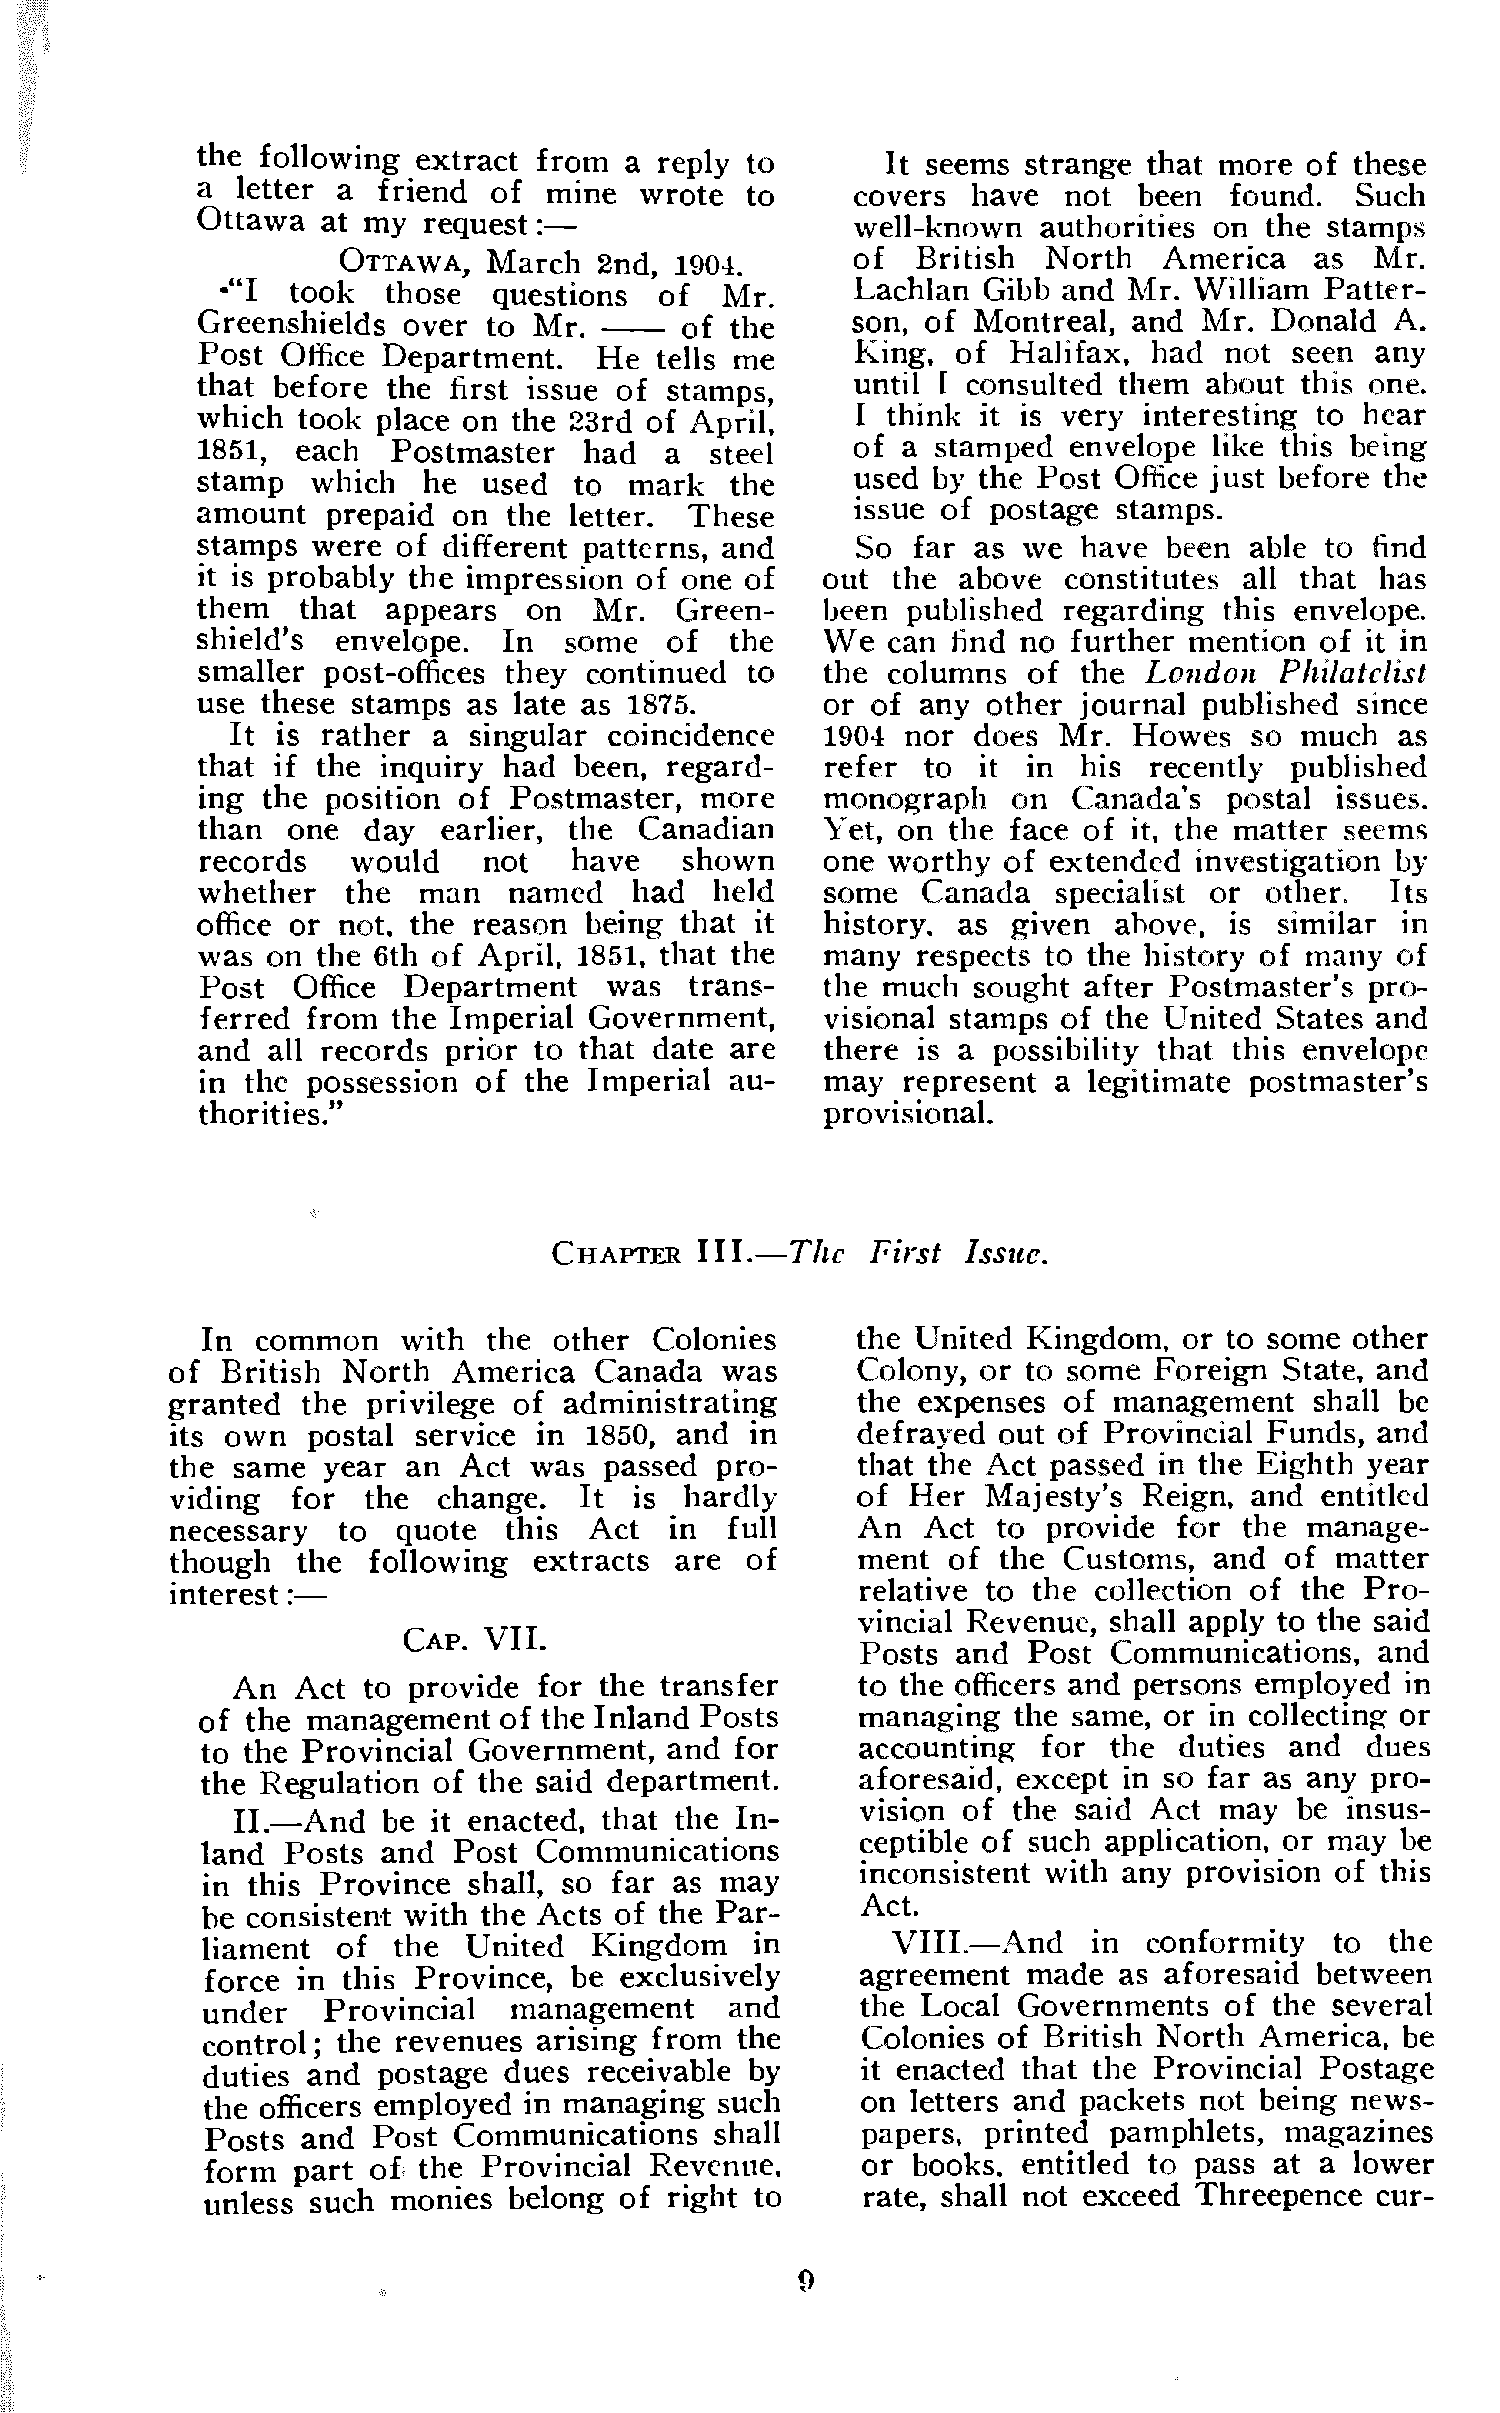 the following extract from a reply to
a letter a friend of mine wrote to
Ottawa at my request:—
OTTAWA, March 2nd, 1904.
"I took those questions of Mr.
Greenshields over to Mr. —— of the
Post Office Department. He tells me
that before the first issue of stamps,
which took place on the 23rd of April,
1851, each Postmaster had a steel
stamp which he used to mark the
amount prepaid on the letter. These
stamps were of different patterns, and
it is probably the impression of one of
them that appears on Mr. Green-
shield's envelope. In some of the
smaller post-offices they continued to
use these stamps as late as 1875.
It is rather a singular coincidence
that if the inquiry had been, regard-
ing the position of Postmaster, more
than one day earlier, the Canadian
records would not have shown
whether the man named had held
office or not, the reason being that it
was on the 6th of April, 1851, that the
Post Office Department was trans-
ferred from the Imperial Government,
and all records prior to that date are
in the possession of the Imperial au-
thorities."
It seems strange that more of these
covers have not been found. Such
well-known authorities on the stamps
of British North America as Mr.
Lachlan Gibb and Mr. William Patter-
son, of Montreal, and Mr. Donald A.
King, of Halifax, had not seen any
until I consulted them about this one.
I think it is very interesting to hear
of a stamped envelope like this being
used by the Post Office just before the
issue of postage stamps.
So far as we have been able to find
out the above constitutes all that has
been published regarding this envelope.
We can find no further mention of it in
the columns of the London Philatelist
or of any other journal published since
1904 nor does Mr. Howes so much as
refer to it in his recently published
monograph on Canada's postal issues.
Yet, on the face of it, the matter seems
one worthy of extended investigation by
some Canada specialist or other. Its
history, as given above, is similar in
many respects to the history of many of
the much sought after Postmaster's pro-
visional stamps of the United States and
there is a possibility that this envelope
may represent a legitimate postmaster's
provisional.
CHAPTER III.—The First Issue.
In common with the other Colonies
of British North America Canada was
granted the privilege of administrating
its own postal service in 1850, and in
the same year an Act was passed pro-
viding for the change. It is hardly
necessary to quote this Act in full
though the following extracts are of
interest:—
CAP. VII.
An Act to provide for the transfer
of the management of the Inland Posts
to the Provincial Government, and for
the Regulation of the said department.
II.—And be it enacted, that the In-
land Posts and Post Communications
in this Province shall, so far as may
be consistent with the Acts of the Par-
liament of the United Kingdom in
force in this Province, be exclusively
under Provincial management and
control; the revenues arising from the
duties and postage dues receivable by
the officers employed in managing such
Posts and Post Communications shall
form part of the Provincial Revenue,
unless such monies belong of right to
the United Kingdom, or to some other
Colony, or to some Foreign State, and
the expenses of management shall be
defrayed out of Provincial Funds, and
that the Act passed in the Eighth year
of Her Majesty's Reign, and entitled
An Act to provide for the manage-
ment of the Customs, and of matter
relative to the collection of the Pro-
vincial Revenue, shall apply to the said
Posts and Post Communications, and
to the officers and persons employed in
managing the same, or in collecting or
accounting for the duties and dues
aforesaid, except in so far as any pro-
vision of the said Act may be insus-
ceptible of such application, or may be
inconsistent with any provision of this
Act.
VIII.—And in conformity to the
agreement made as aforesaid between
the Local Governments of the several
Colonies of British North America, be
it enacted that the Provincial Postage
on letters and packets not being news-
papers, printed pamphlets, magazines
or books, entitled to pass at a lower
rate, shall not exceed Threepence cur-
9